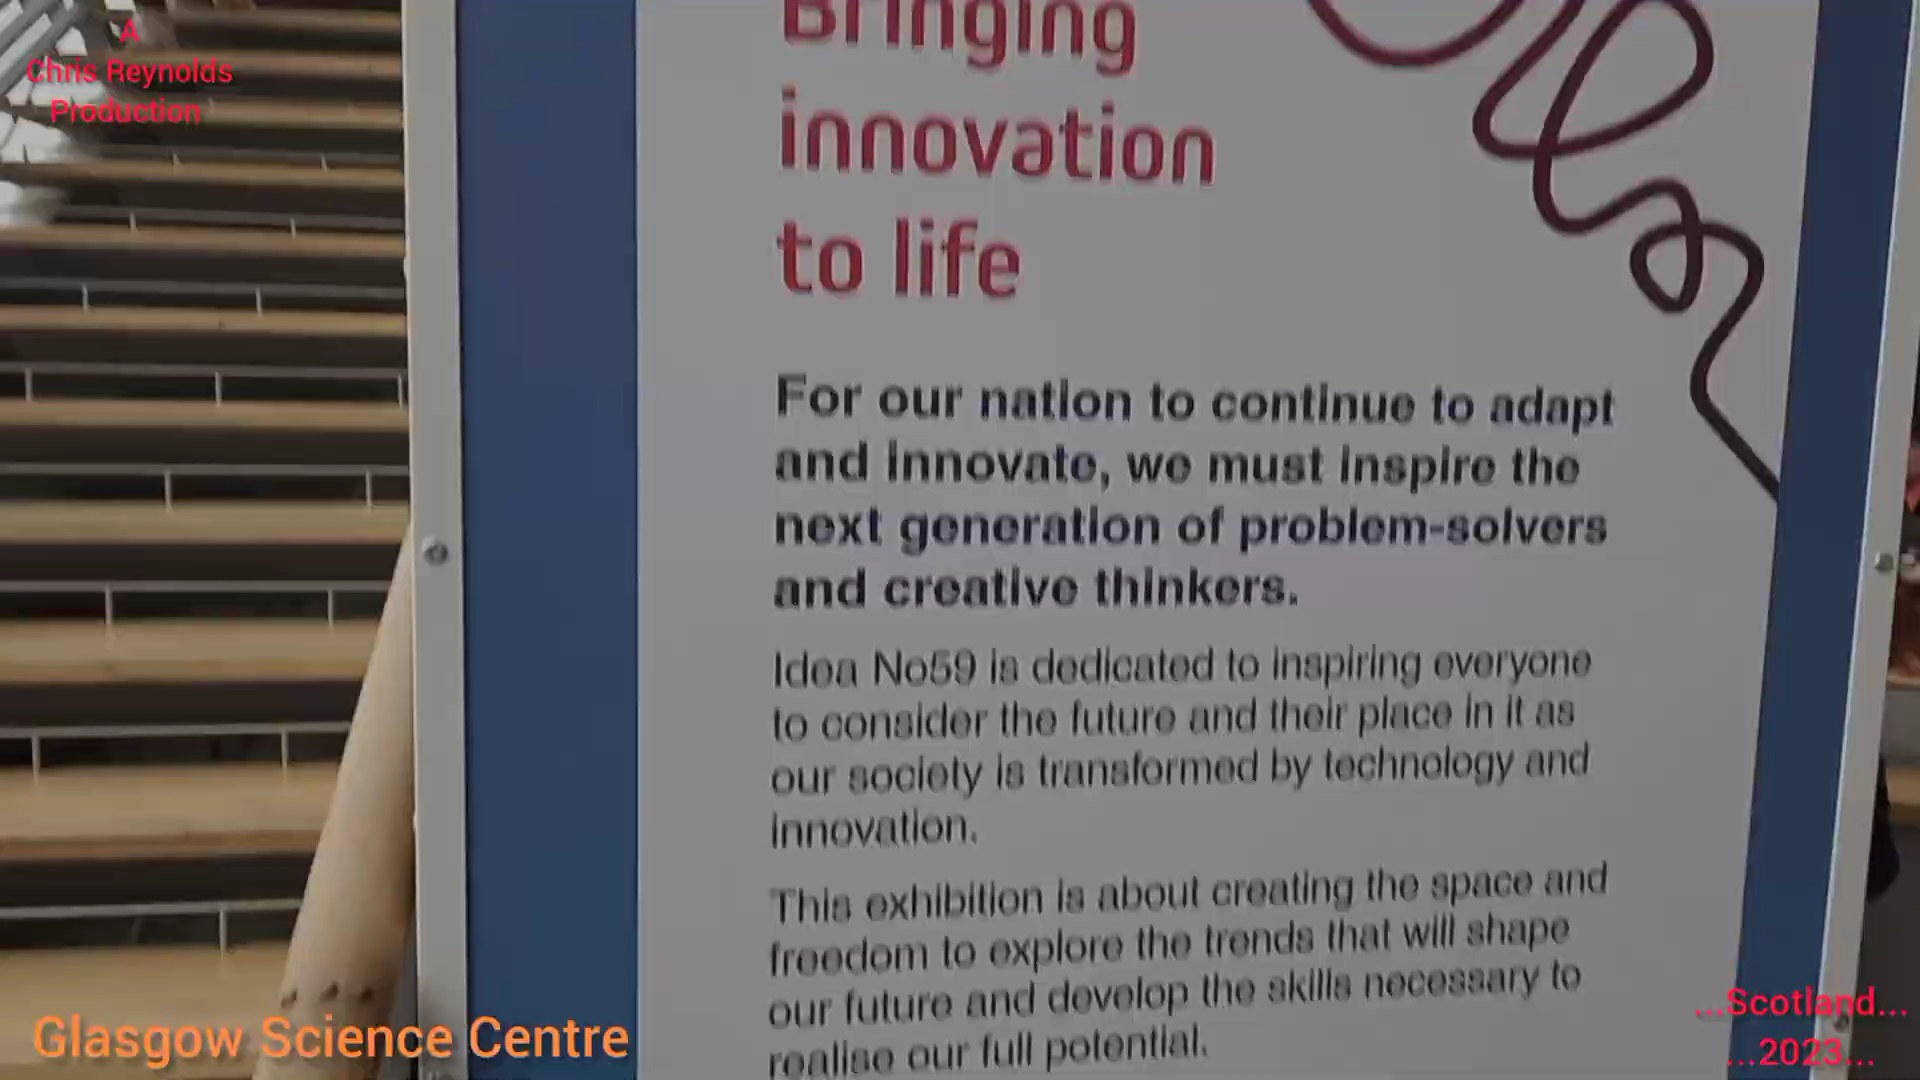 A
Chris Reynolds
Production
Bringing
innovation
to life
For our nation to continue to adapt
and innovate, we must inspire the
next generation of problem-solvers
and creative thinkers.
Idea No59 is dedicated to inspiring everyone
to consider the future and their place in it as
our society is transformed by technology and
innovation.
This exhibition is about creating the space and
freedom to explore the trends that will shape
our future and develop the skills necessary to
realise our full potential.
Glasgow Science Centre
...Scotland...
...2023...